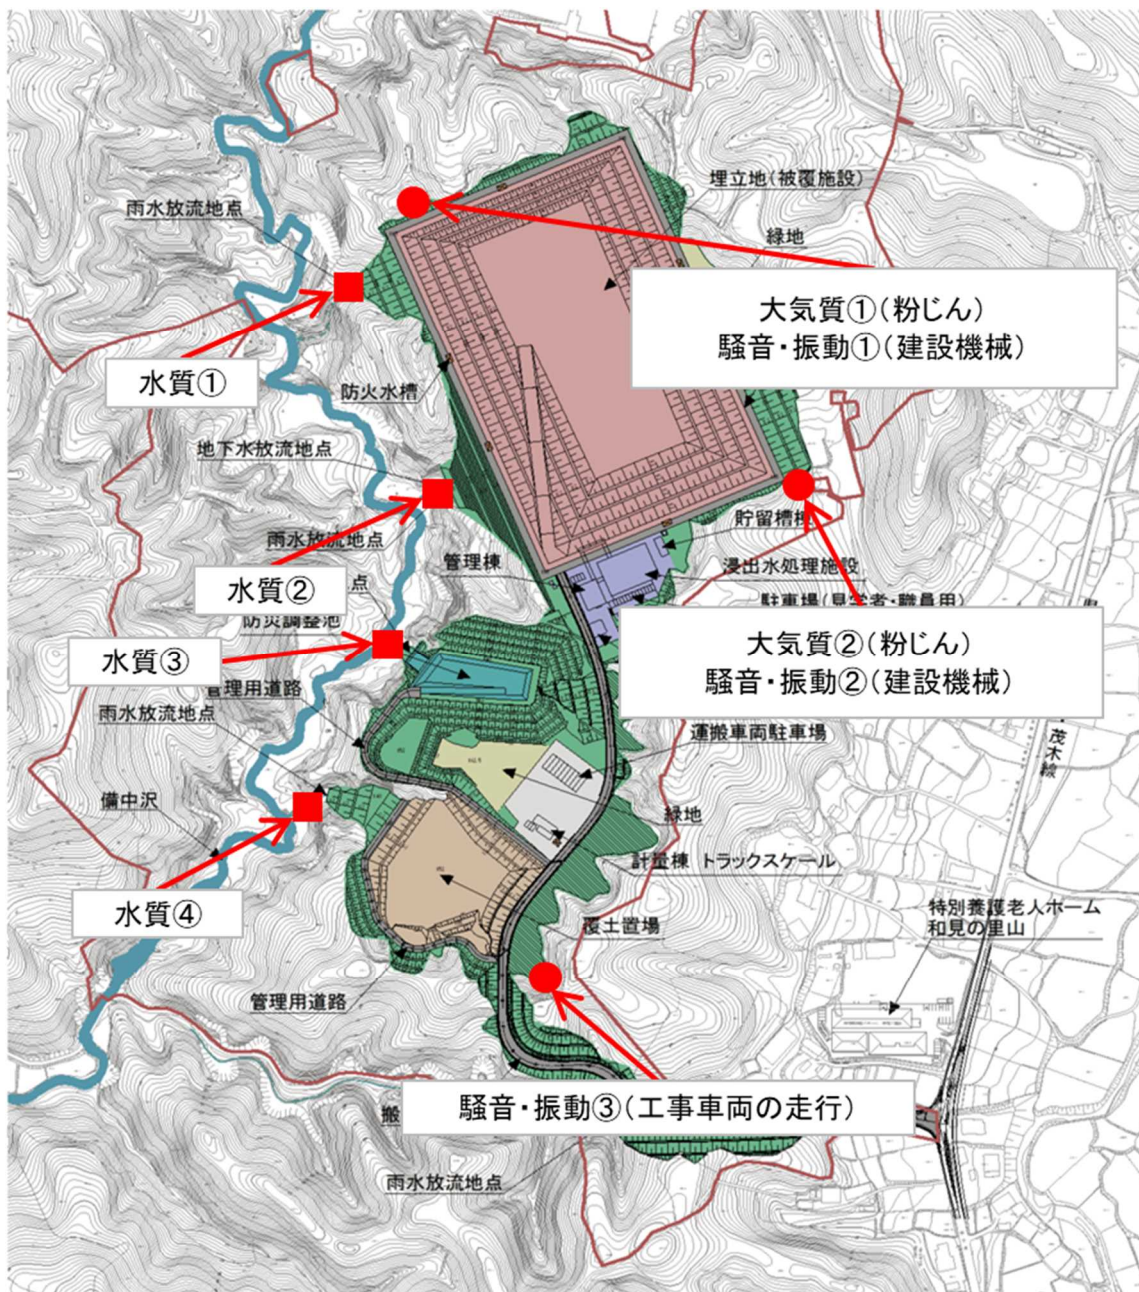 埋立地(被覆施設)
雨水放流地点
緑地
大気質①(粉じん)
騒音・振動①(建設機械)
水質①
防火水槽
地下水放流地点
貯留槽棟
雨水放流地点
管理棟
浸出水処理施設
水質②
点
駐車場(見学者・職員用)
防災調整池
大気質②(粉じん)
騒音・振動②(建設機械)
水質③
管理用道路
雨水放流地点
運搬車両駐車場
茂木線
備中沢
緑地
計量棟 トラックスケール
水質④
特別養護老人ホーム
和見の里山
覆土置場
管理用道路
騒音・振動③(工事車両の走行)
搬
雨水放流地点